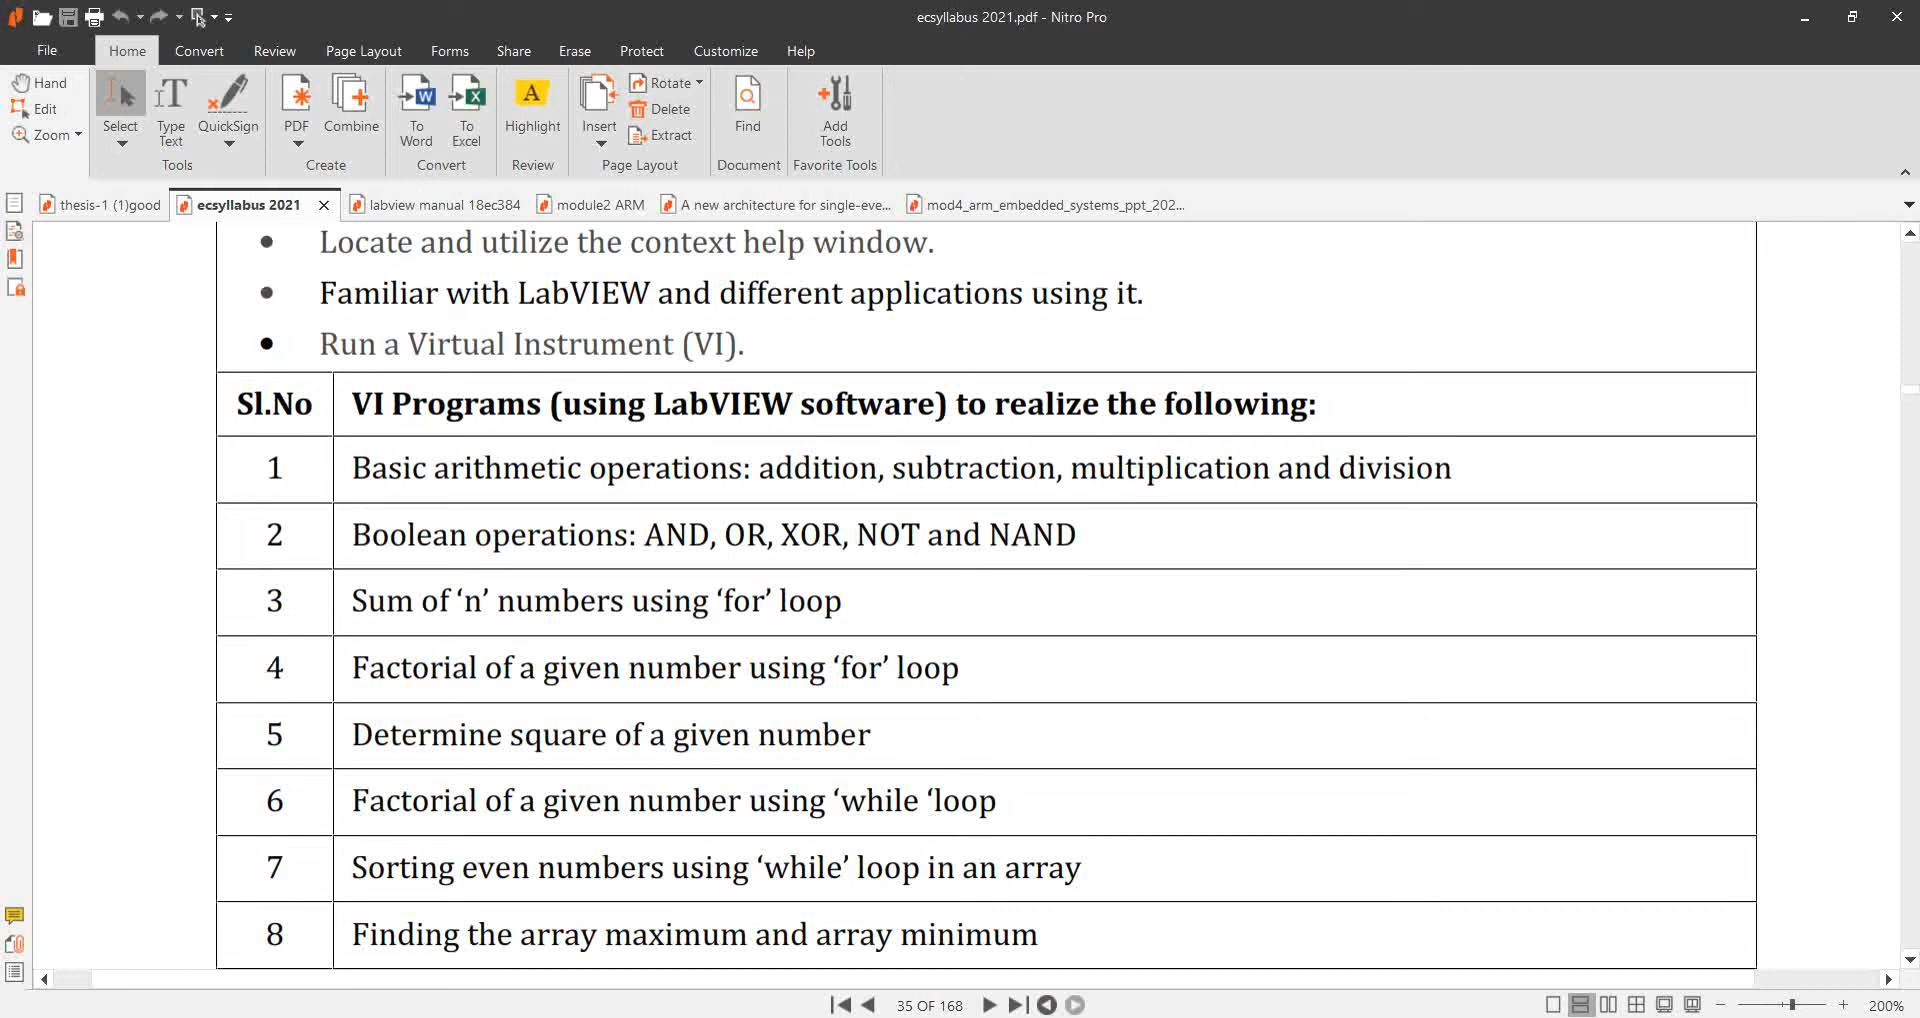 ecsyllabus 2021.pdf - Nitro Pro
File Home Convert Review Page Layout Forms Share Erase Protect Customize Help
Hand
Edit
Zoom
Select
Type Text
QuickSign
Tools
PDF
Combine
Create
To Word
To Excel
Convert
Highlight
Review
Insert
Rotate
Delete
Extract
Page Layout
Find
Document
Add Tools
Favorite Tools
thesis-1 (1)good ecsyllabus 2021 labview manual 18ec384 module2 ARM A new architecture for single-eve... mod4_arm_embedded_systems_ppt_202...
• Locate and utilize the context help window.
• Familiar with LabVIEW and different applications using it.
• Run a Virtual Instrument (VI).
Sl.No VI Programs (using LabVIEW software) to realize the following:
1 Basic arithmetic operations: addition, subtraction, multiplication and division
2 Boolean operations: AND, OR, XOR, NOT and NAND
3 Sum of ‘n’ numbers using ‘for’ loop
4 Factorial of a given number using ‘for’ loop
5 Determine square of a given number
6 Factorial of a given number using ‘while ‘loop
7 Sorting even numbers using ‘while’ loop in an array
8 Finding the array maximum and array minimum
35 OF 168
200%